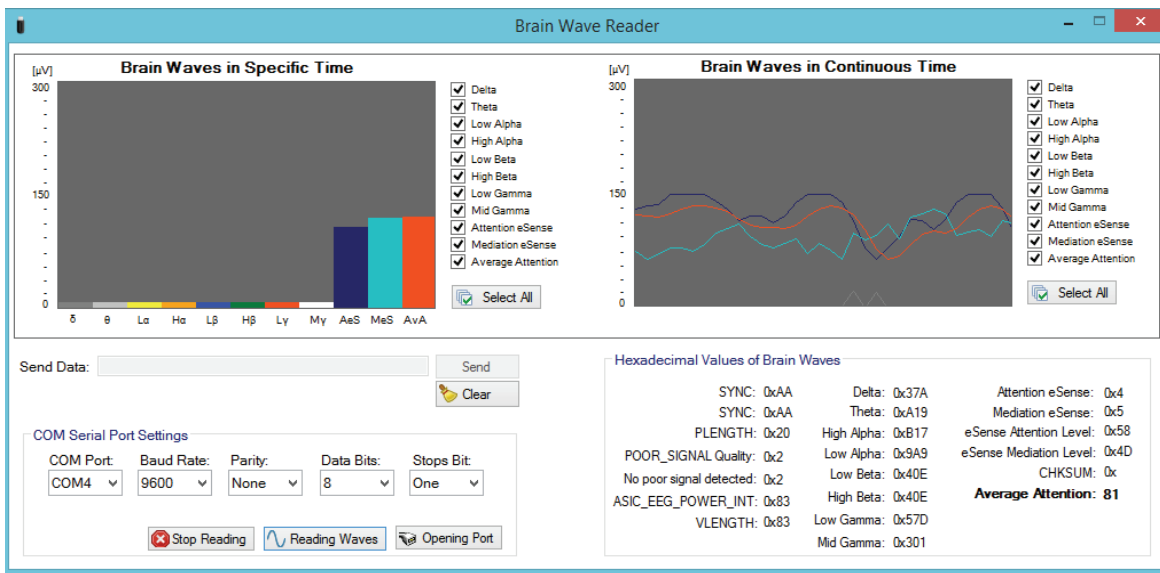 Brain Wave Reader
Brain Waves in Specific Time
[µV]
300
150
0
δ θ Lα Hα Lβ Hβ Lγ Mγ AeS MeS AvA
Delta
Theta
Low Alpha
High Alpha
Low Beta
High Beta
Low Gamma
Mid Gamma
Attention eSense
Mediation eSense
Average Attention
Select All
Brain Waves in Continuous Time
[µV]
300
150
0
Delta
Theta
Low Alpha
High Alpha
Low Beta
High Beta
Low Gamma
Mid Gamma
Attention eSense
Mediation eSense
Average Attention
Select All
Send Data:
Send
Clear
COM Serial Port Settings
COM Port: Baud Rate: Parity: Data Bits: Stops Bit:
COM4 9600 None 8 One
Stop Reading Reading Waves Opening Port
Hexadecimal Values of Brain Waves
SYNC: 0xAA
SYNC: 0xAA
PLENGTH: 0x20
POOR_SIGNAL Quality: 0x2
No poor signal detected: 0x2
ASIC_EEG_POWER_INT: 0x83
VLENGTH: 0x83
Delta: 0x37A
Theta: 0xA19
High Alpha: 0xB17
Low Alpha: 0x9A9
Low Beta: 0x40E
High Beta: 0x40E
Low Gamma: 0x57D
Mid Gamma: 0x301
Attention eSense: 0x4
Mediation eSense: 0x5
eSense Attention Level: 0x58
eSense Mediation Level: 0x4D
CHKSUM: 0x
Average Attention: 81